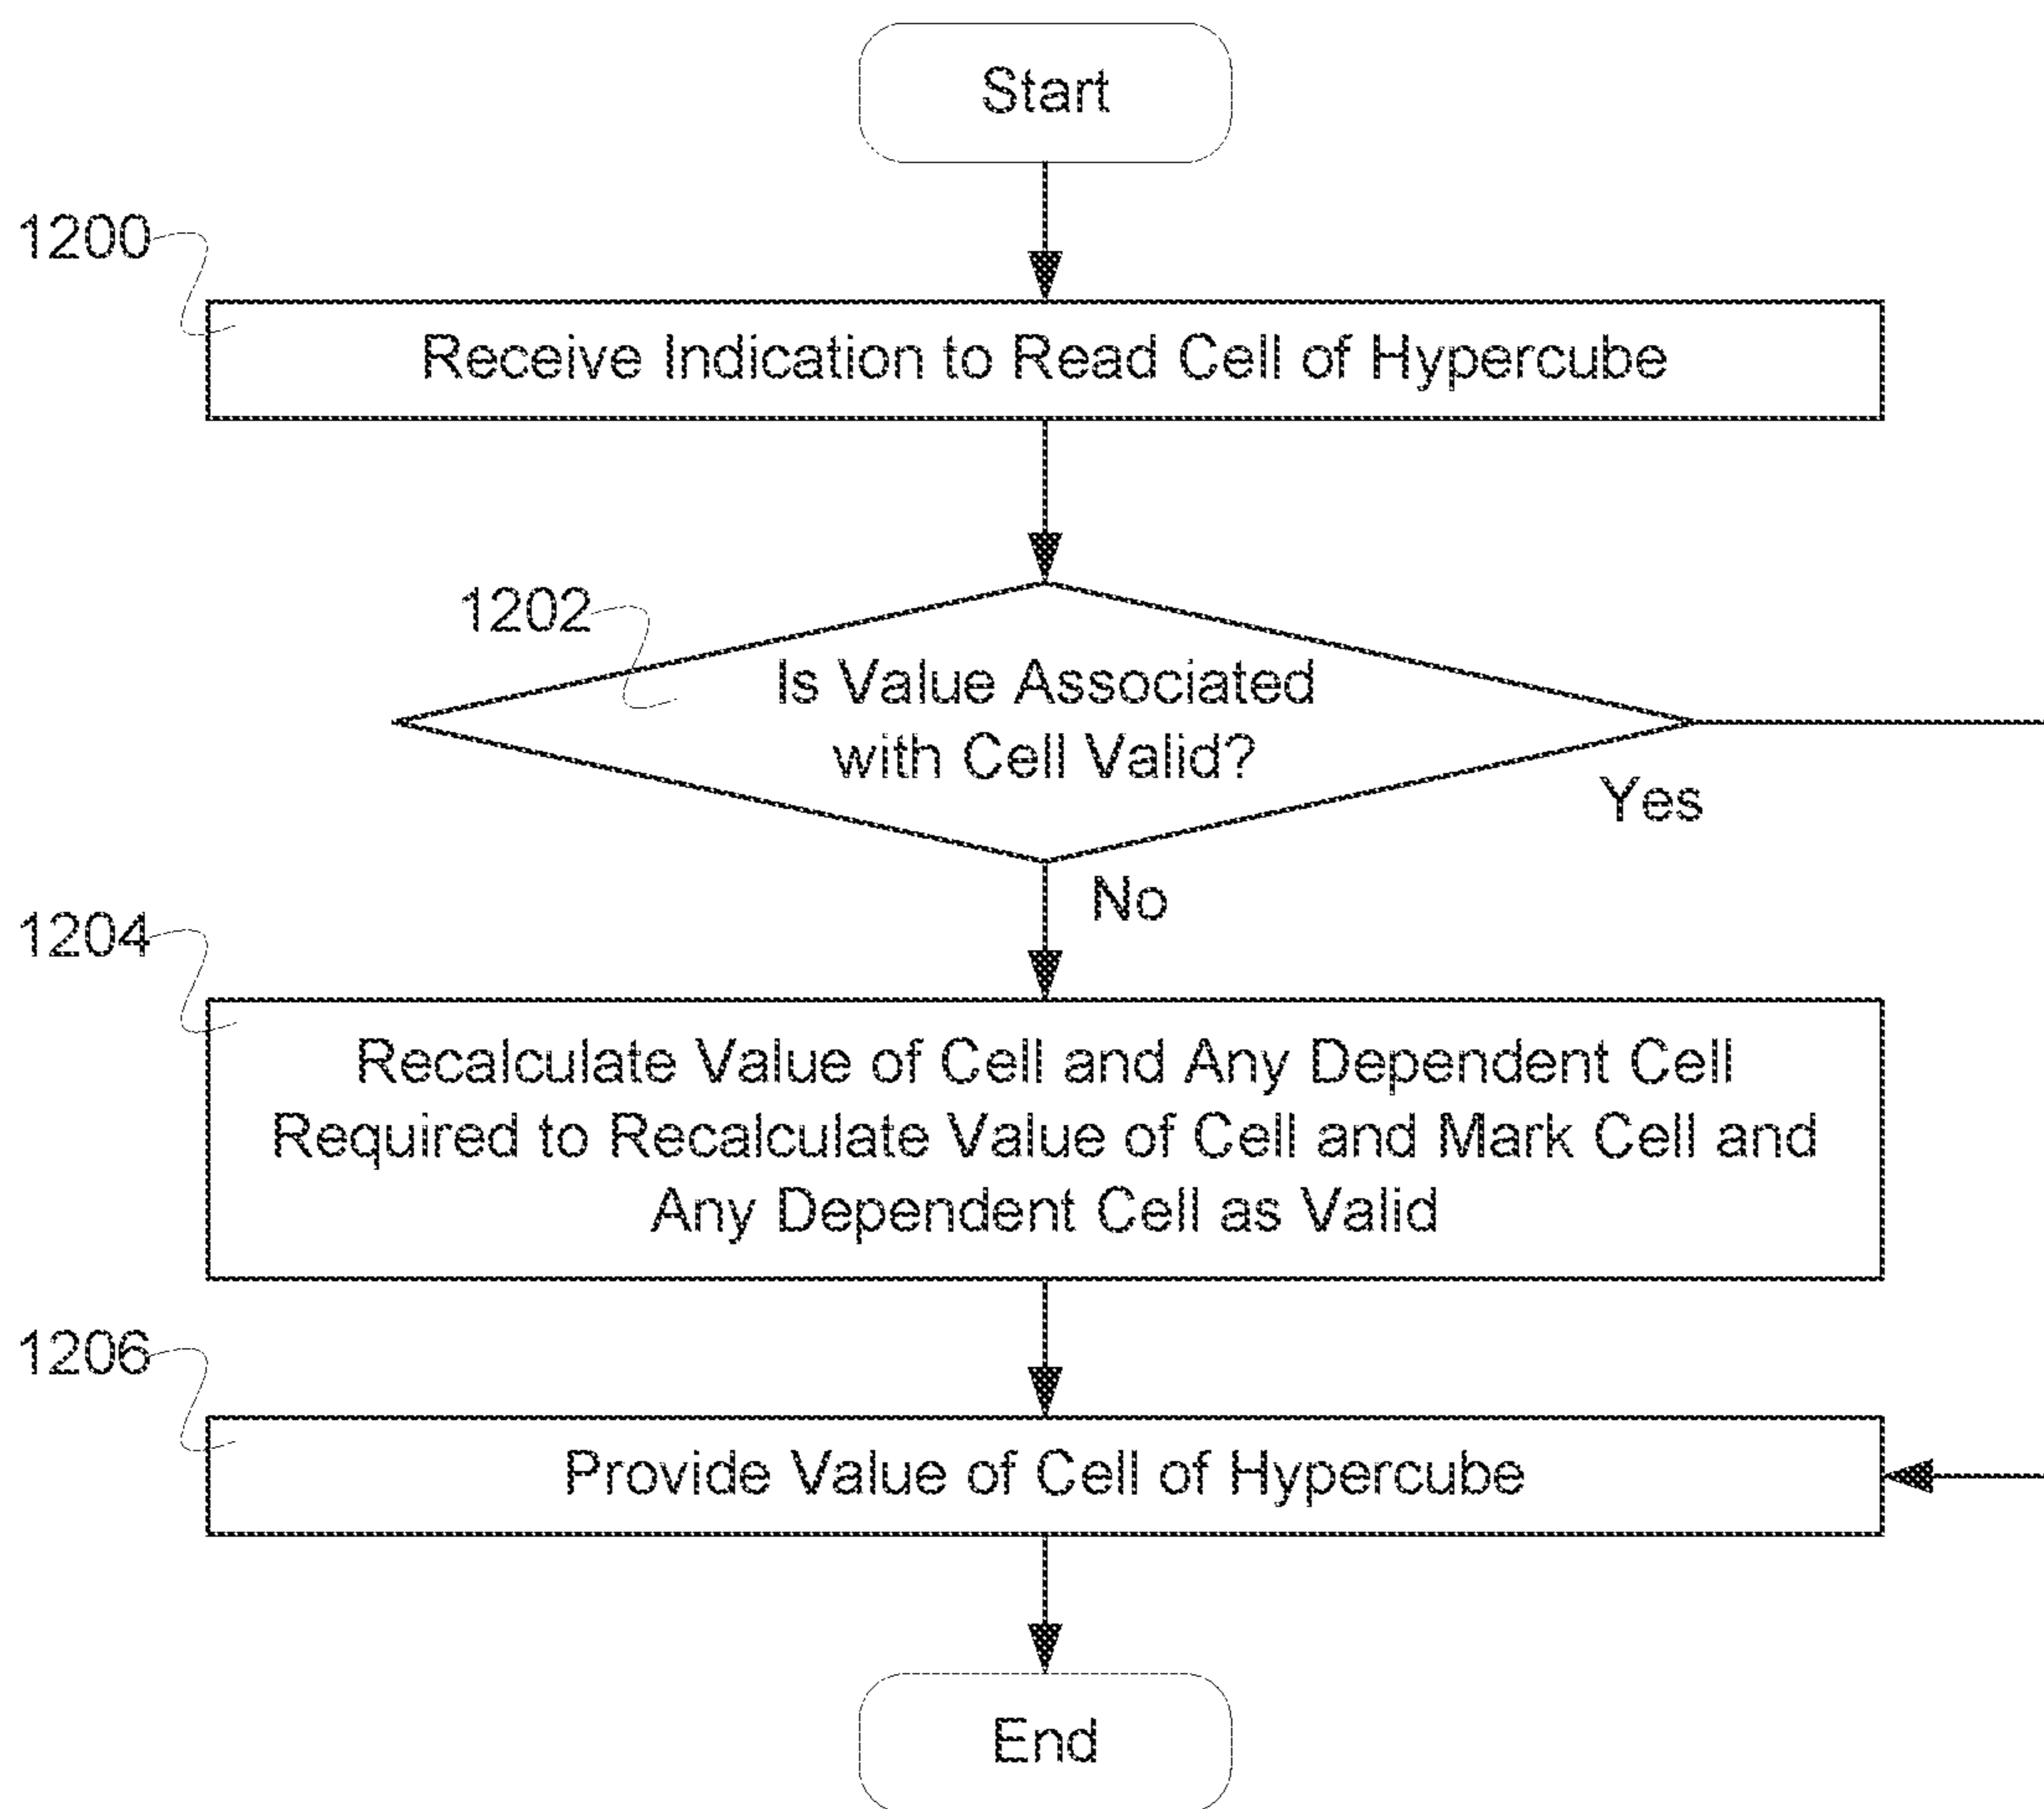 Start
1200
Receive Indication to Read Cell of Hypercube
1202
Is Value Associated
with Cell Valid?
Yes
No
1204
Recalculate Value of Cell and Any Dependent Cell
Required to Recalculate Value of Cell and Mark Cell and
Any Dependent Cell as Valid
1206
Provide Value of Cell of Hypercube
End